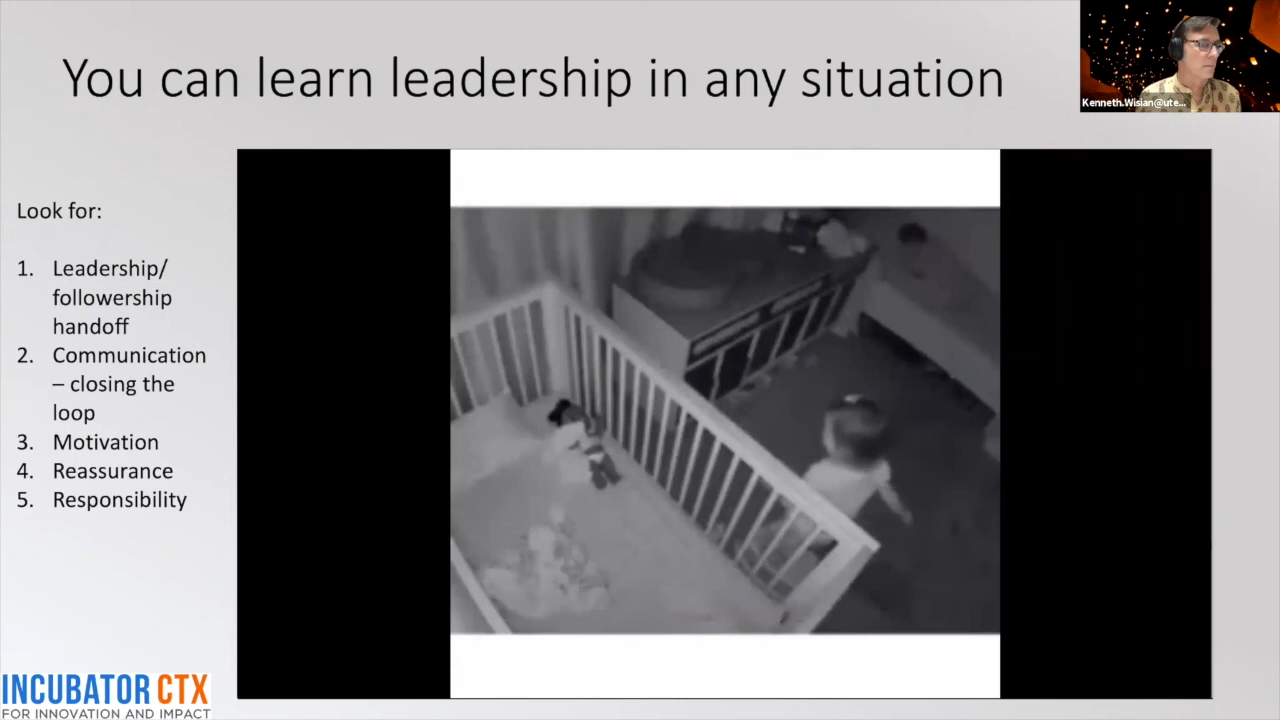 You can learn leadership in any situation
Kenneth.Wisian@ute...
Look for:
1. Leadership/
followership
handoff
2. Communication
– closing the
loop
3. Motivation
4. Reassurance
5. Responsibility
INCUBATOR CTX
FOR INNOVATION AND IMPACT